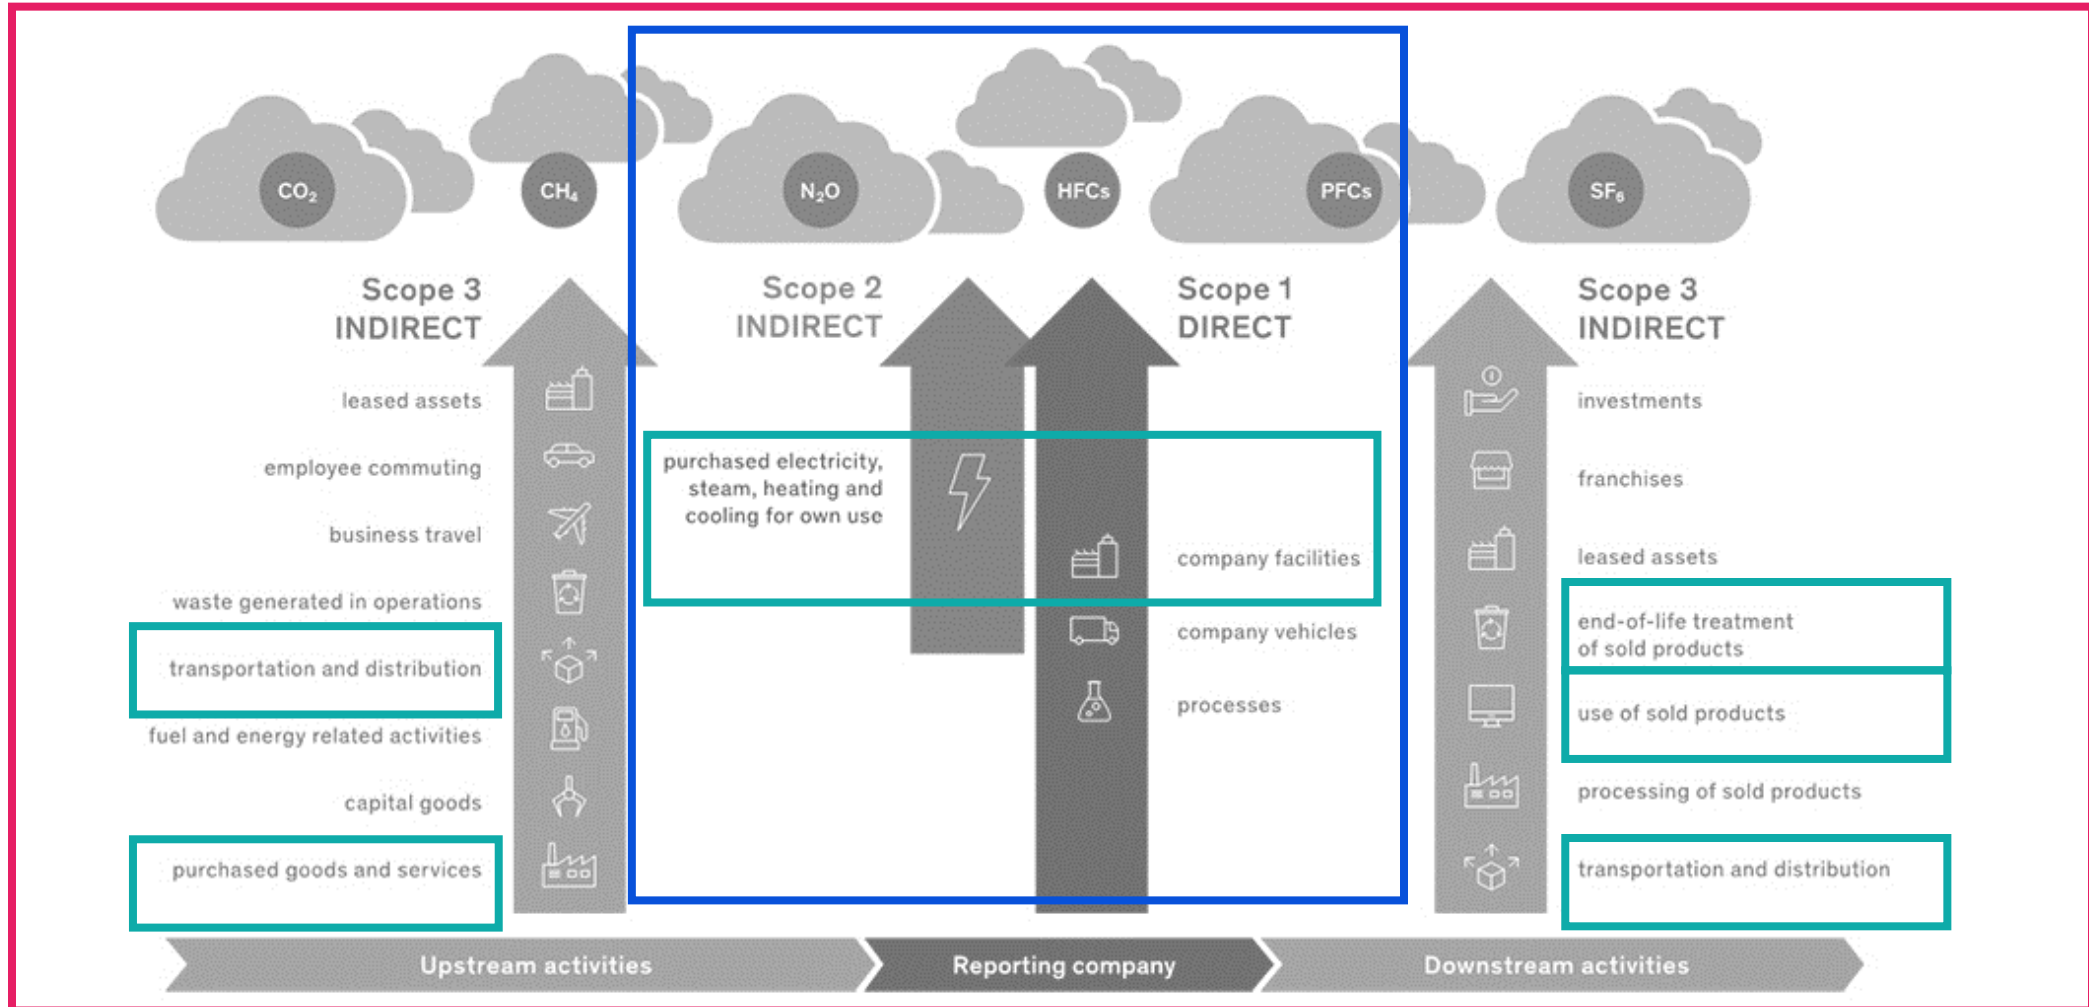 CO₂
CH₄
N₂O
HFCs
PFCs
SF₆
Scope 3
INDIRECT
leased assets
employee commuting
business travel
waste generated in operations
transportation and distribution
fuel and energy related activities
capital goods
purchased goods and services
Scope 2
INDIRECT
purchased electricity,
steam, heating and
cooling for own use
Scope 1
DIRECT
company facilities
company vehicles
processes
Scope 3
INDIRECT
investments
franchises
leased assets
end-of-life treatment
of sold products
use of sold products
processing of sold products
transportation and distribution
Upstream activities
Reporting company
Downstream activities